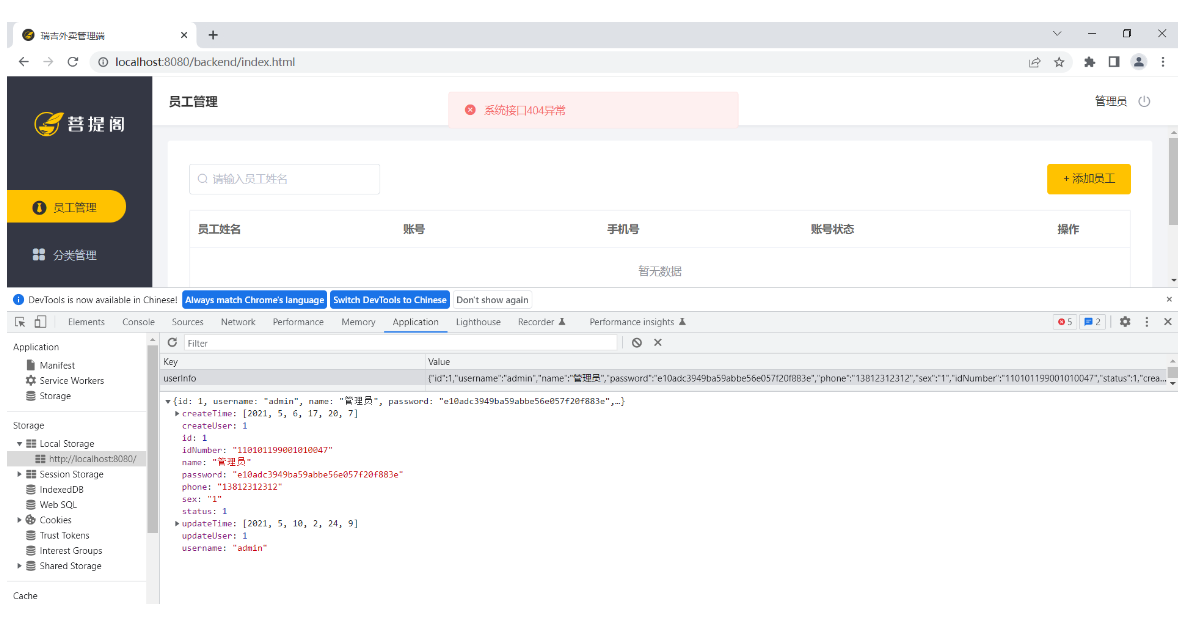 瑞吉外卖管理端
localhost:8080/backend/index.html
菩提阁
员工管理
系统接口404异常
管理员
请输入员工姓名
+ 添加员工
员工管理
员工姓名 账号 手机号 账号状态 操作
分类管理
暂无数据
DevTools is now available in Chinese! Always match Chrome's language Switch DevTools to Chinese Don't show again
Elements Console Sources Network Performance Memory Application Lighthouse Recorder Performance insights 5 2
Application
Manifest
Service Workers
Storage
Storage
Local Storage
http://localhost:8080/
Session Storage
IndexedDB
Web SQL
Cookies
Trust Tokens
Interest Groups
Shared Storage
Cache
Filter
Key Value
userInfo {"id":1,"username":"admin","name":"管理员","password":"e10adc3949ba59abbe56e057f20f883e","phone":"13812312312","sex":"1","idNumber":"110101199001010047","status":1,"crea...
{id: 1, username: "admin", name: "管理员", password: "e10adc3949ba59abbe56e057f20f883e",…}
createTime: [2021, 5, 6, 17, 20, 7]
createUser: 1
id: 1
idNumber: "110101199001010047"
name: "管理员"
password: "e10adc3949ba59abbe56e057f20f883e"
phone: "13812312312"
sex: "1"
status: 1
updateTime: [2021, 5, 10, 2, 24, 9]
updateUser: 1
username: "admin"